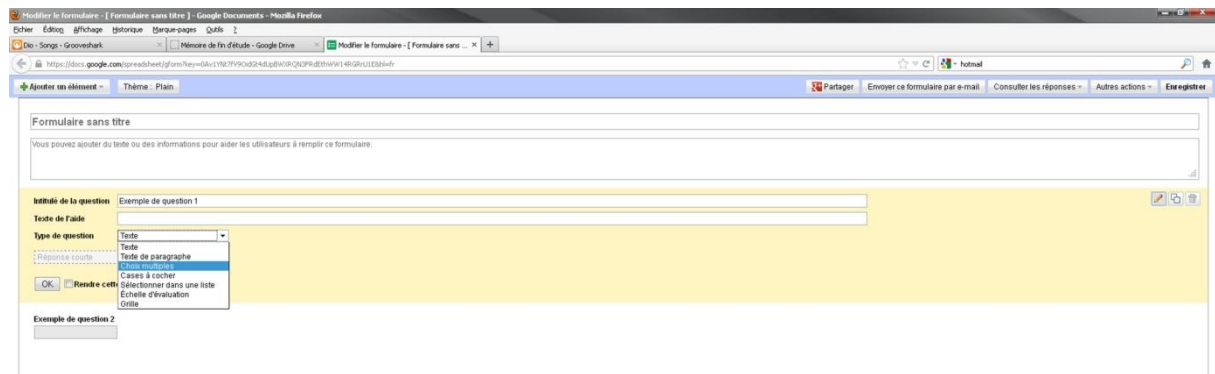 Modifier le formulaire - [ Formulaire sans titre ] - Google Documents - Mozilla Firefox
Fichier Édition Affichage Historique Marque-pages Outils ?
Dio - Songs - Grooveshark × Mémoire de fin d'étude - Google Drive × Modifier le formulaire - [ Formulaire sans ... × +
hotmail
Ajouter un élément Thème : Plain Partager Envoyer ce formulaire par e-mail Consulter les réponses Autres actions Enregistrer
Formulaire sans titre
Vous pouvez ajouter du texte ou des informations pour aider les utilisateurs à remplir ce formulaire.
Intitulé de la question Exemple de question 1
Texte de l'aide
Type de question Texte
Texte
Réponse courte Texte de paragraphe
Choix multiples
Cases à cocher
OK Rendre cett Sélectionner dans une liste
Échelle d'évaluation
Grille
Exemple de question 2